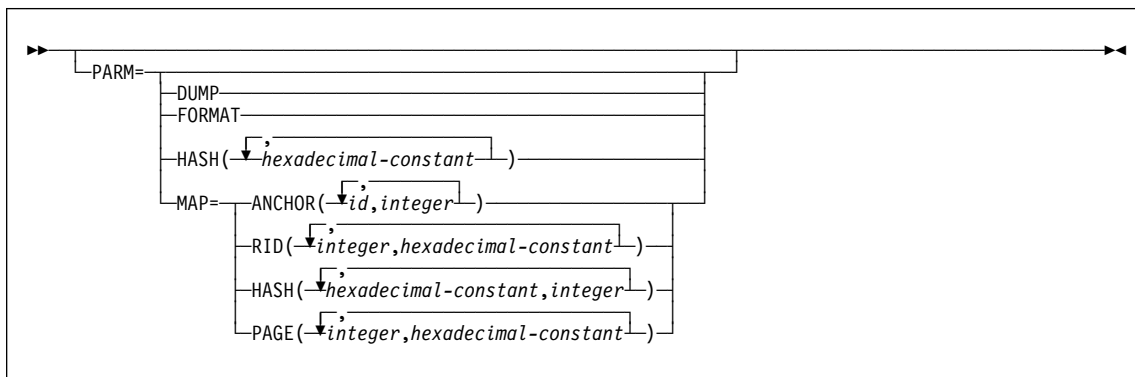 PARM=
DUMP
FORMAT
,
HASH( hexadecimal-constant )
,
MAP= ANCHOR( id,integer )
,
RID( integer,hexadecimal-constant )
,
HASH( hexadecimal-constant,integer )
,
PAGE( integer,hexadecimal-constant )